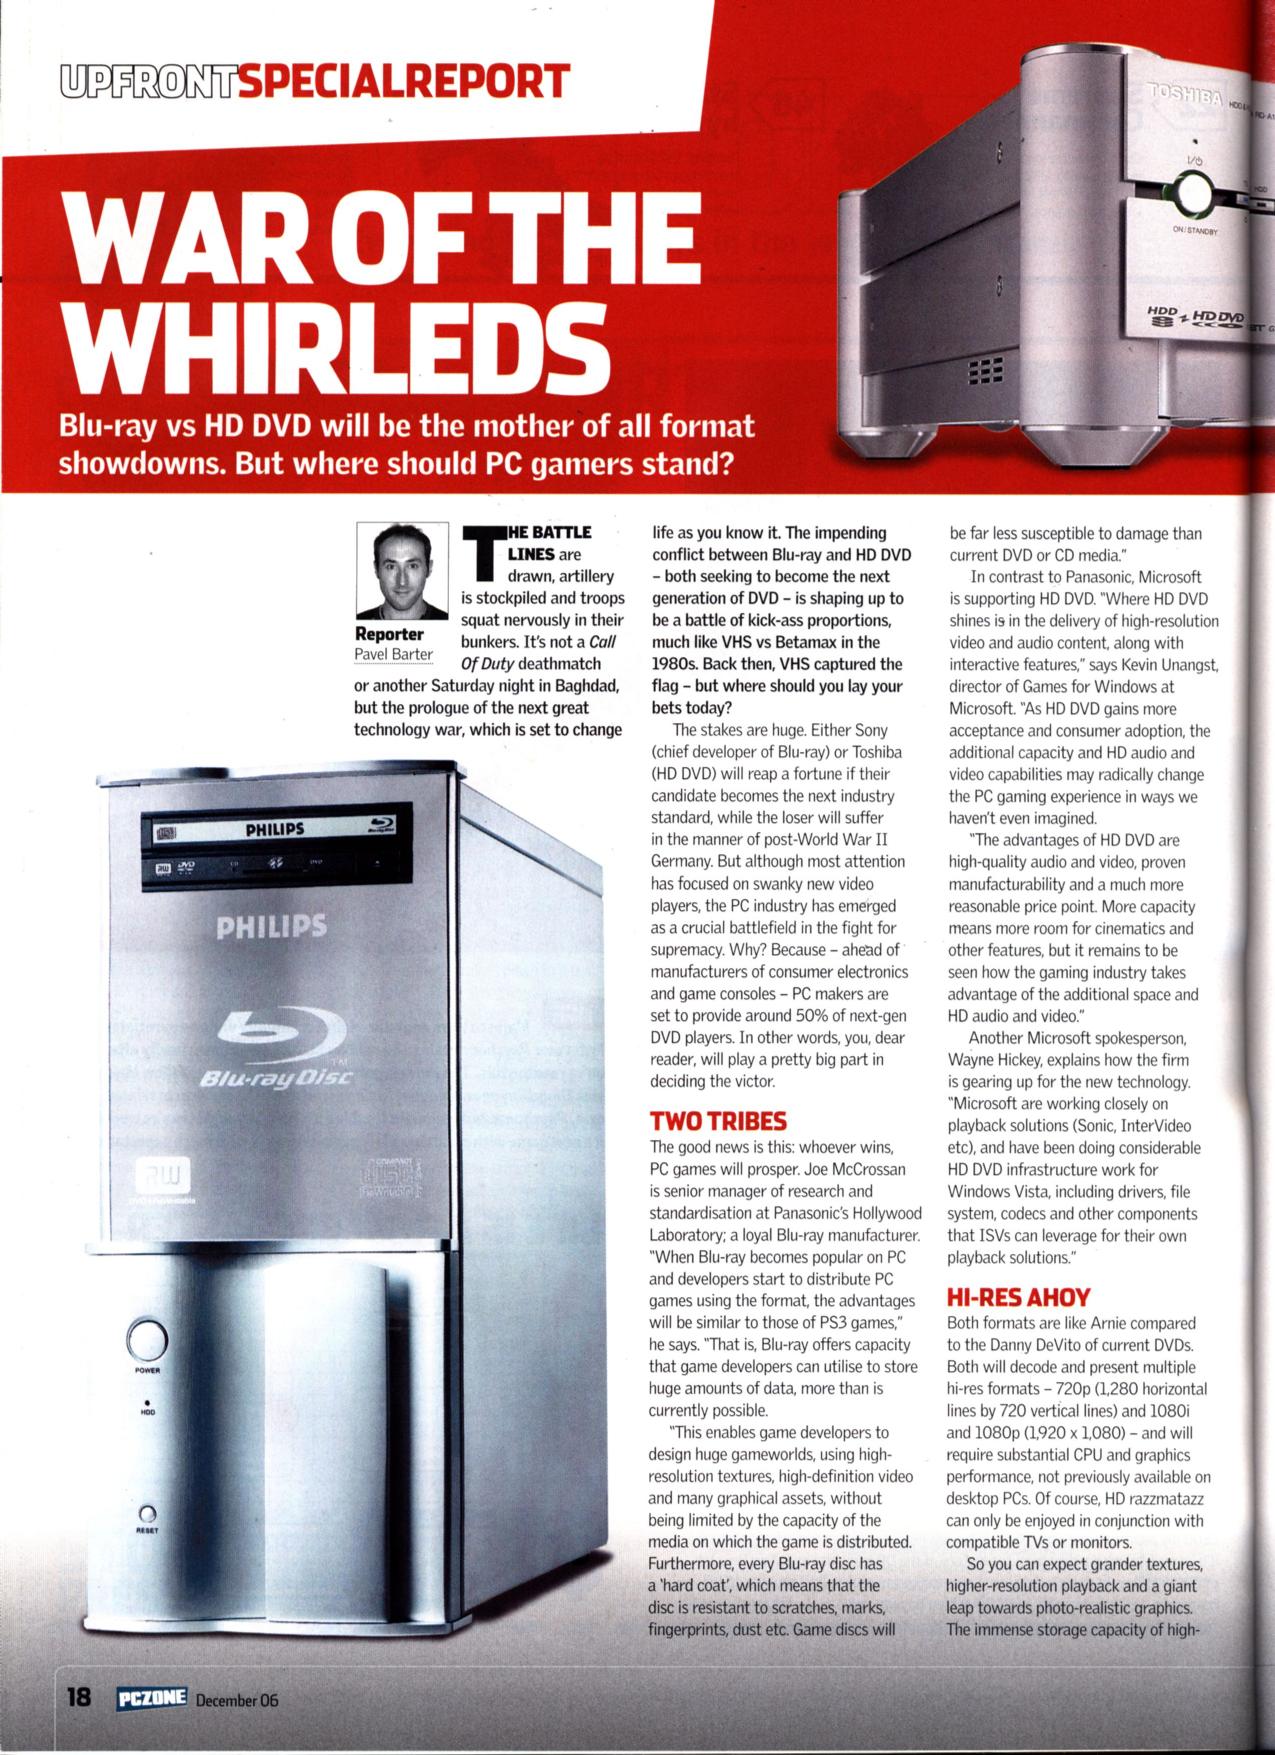 UPFRONTSPECIALREPORT
WAR OF THE
WHIRLEDS
Blu-ray vs HD DVD will be the mother of all format
showdowns. But where should PC gamers stand?
TOSHIBA
I/
ON/STANDBY
HDD
HDD HD DVD
Reporter
Pavel Barter
THE BATTLE
LINES are
drawn, artillery
is stockpiled and troops
squat nervously in their
bunkers. It's not a Call
Of Duty deathmatch
or another Saturday night in Baghdad,
but the prologue of the next great
technology war, which is set to change
life as you know it. The impending
conflict between Blu-ray and HD DVD
– both seeking to become the next
generation of DVD – is shaping up to
be a battle of kick-ass proportions,
much like VHS vs Betamax in the
1980s. Back then, VHS captured the
flag – but where should you lay your
bets today?
The stakes are huge. Either Sony
(chief developer of Blu-ray) or Toshiba
(HD DVD) will reap a fortune if their
candidate becomes the next industry
standard, while the loser will suffer
in the manner of post-World War II
Germany. But although most attention
has focused on swanky new video
players, the PC industry has emerged
as a crucial battlefield in the fight for
supremacy. Why? Because – ahead of
manufacturers of consumer electronics
and game consoles – PC makers are
set to provide around 50% of next-gen
DVD players. In other words, you, dear
reader, will play a pretty big part in
deciding the victor.
TWO TRIBES
The good news is this: whoever wins,
PC games will prosper. Joe McCrossan
is senior manager of research and
standardisation at Panasonic's Hollywood
Laboratory; a loyal Blu-ray manufacturer.
"When Blu-ray becomes popular on PC
and developers start to distribute PC
games using the format, the advantages
will be similar to those of PS3 games,"
he says. "That is, Blu-ray offers capacity
that game developers can utilise to store
huge amounts of data, more than is
currently possible.
"This enables game developers to
design huge gameworlds, using high-
resolution textures, high-definition video
and many graphical assets, without
being limited by the capacity of the
media on which the game is distributed.
Furthermore, every Blu-ray disc has
a 'hard coat', which means that the
disc is resistant to scratches, marks,
fingerprints, dust etc. Game discs will
be far less susceptible to damage than
current DVD or CD media."
In contrast to Panasonic, Microsoft
is supporting HD DVD. "Where HD DVD
shines is in the delivery of high-resolution
video and audio content, along with
interactive features," says Kevin Unangst,
director of Games for Windows at
Microsoft. "As HD DVD gains more
acceptance and consumer adoption, the
additional capacity and HD audio and
video capabilities may radically change
the PC gaming experience in ways we
haven't even imagined.
"The advantages of HD DVD are
high-quality audio and video, proven
manufacturability and a much more
reasonable price point. More capacity
means more room for cinematics and
other features, but it remains to be
seen how the gaming industry takes
advantage of the additional space and
HD audio and video."
Another Microsoft spokesperson,
Wayne Hickey, explains how the firm
is gearing up for the new technology.
"Microsoft are working closely on
playback solutions (Sonic, InterVideo
etc), and have been doing considerable
HD DVD infrastructure work for
Windows Vista, including drivers, file
system, codecs and other components
that ISVs can leverage for their own
playback solutions."
HI-RES AHOY
Both formats are like Arnie compared
to the Danny DeVito of current DVDs.
Both will decode and present multiple
hi-res formats – 720p (1,280 horizontal
lines by 720 vertical lines) and 1080i
and 1080p (1,920 x 1,080) – and will
require substantial CPU and graphics
performance, not previously available on
desktop PCs. Of course, HD razzmatazz
can only be enjoyed in conjunction with
compatible TVs or monitors.
So you can expect grander textures,
higher-resolution playback and a giant
leap towards photo-realistic graphics.
The immense storage capacity of high-
PHILIPS
Blu-ray Disc
RW DVD CD DVD
PHILIPS
Blu-ray Disc TM
RW
COMPACT
disc
POWER
HDD
RESET
18 PCZONE December 06